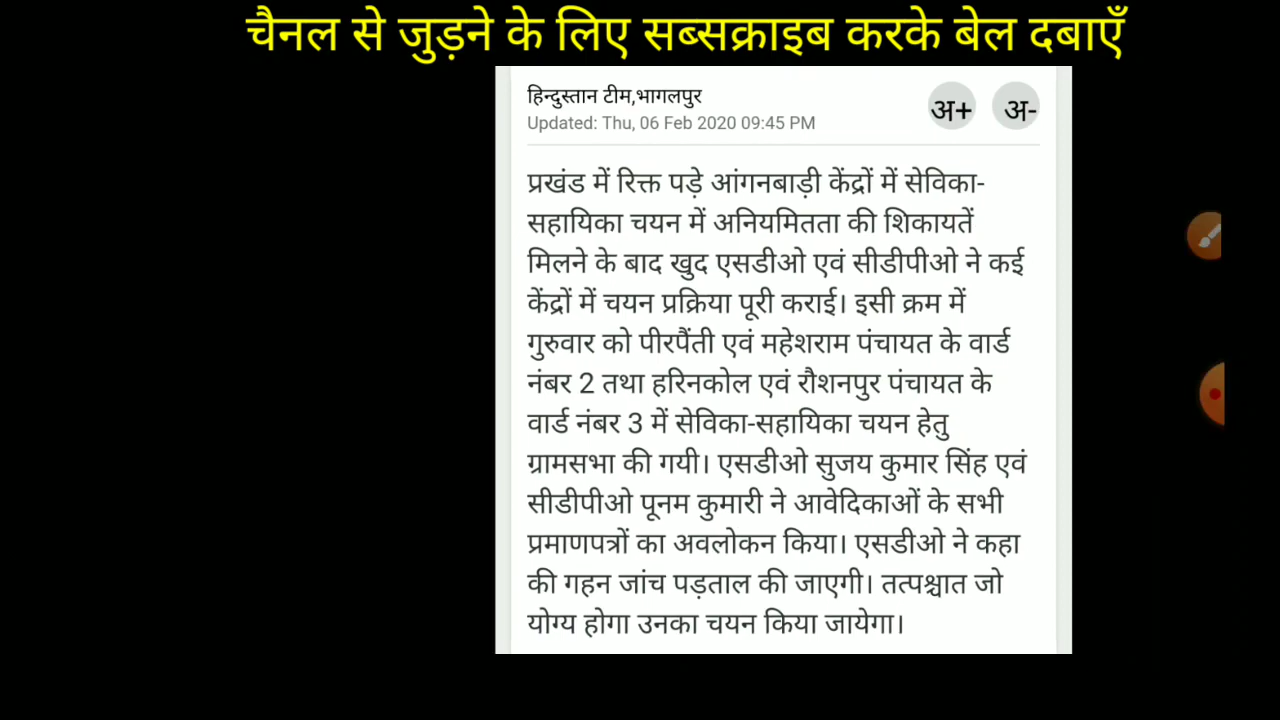 चैनल से जुड़ने के लिए सब्सक्राइब करके बेल दबाएँ
हिन्दुस्तान टीम,भागलपुर
Updated: Thu, 06 Feb 2020 09:45 PM
अ+ अ-
प्रखंड में रिक्त पड़े आंगनबाड़ी केंद्रों में सेविका-
सहायिका चयन में अनियमितता की शिकायतें
मिलने के बाद खुद एसडीओ एवं सीडीपीओ ने कई
केंद्रों में चयन प्रक्रिया पूरी कराई। इसी क्रम में
गुरुवार को पीरपैंती एवं महेशराम पंचायत के वार्ड
नंबर 2 तथा हरिनकोल एवं रौशनपुर पंचायत के
वार्ड नंबर 3 में सेविका-सहायिका चयन हेतु
ग्रामसभा की गयी। एसडीओ सुजय कुमार सिंह एवं
सीडीपीओ पूनम कुमारी ने आवेदिकाओं के सभी
प्रमाणपत्रों का अवलोकन किया। एसडीओ ने कहा
की गहन जांच पड़ताल की जाएगी। तत्पश्चात जो
योग्य होगा उनका चयन किया जायेगा।